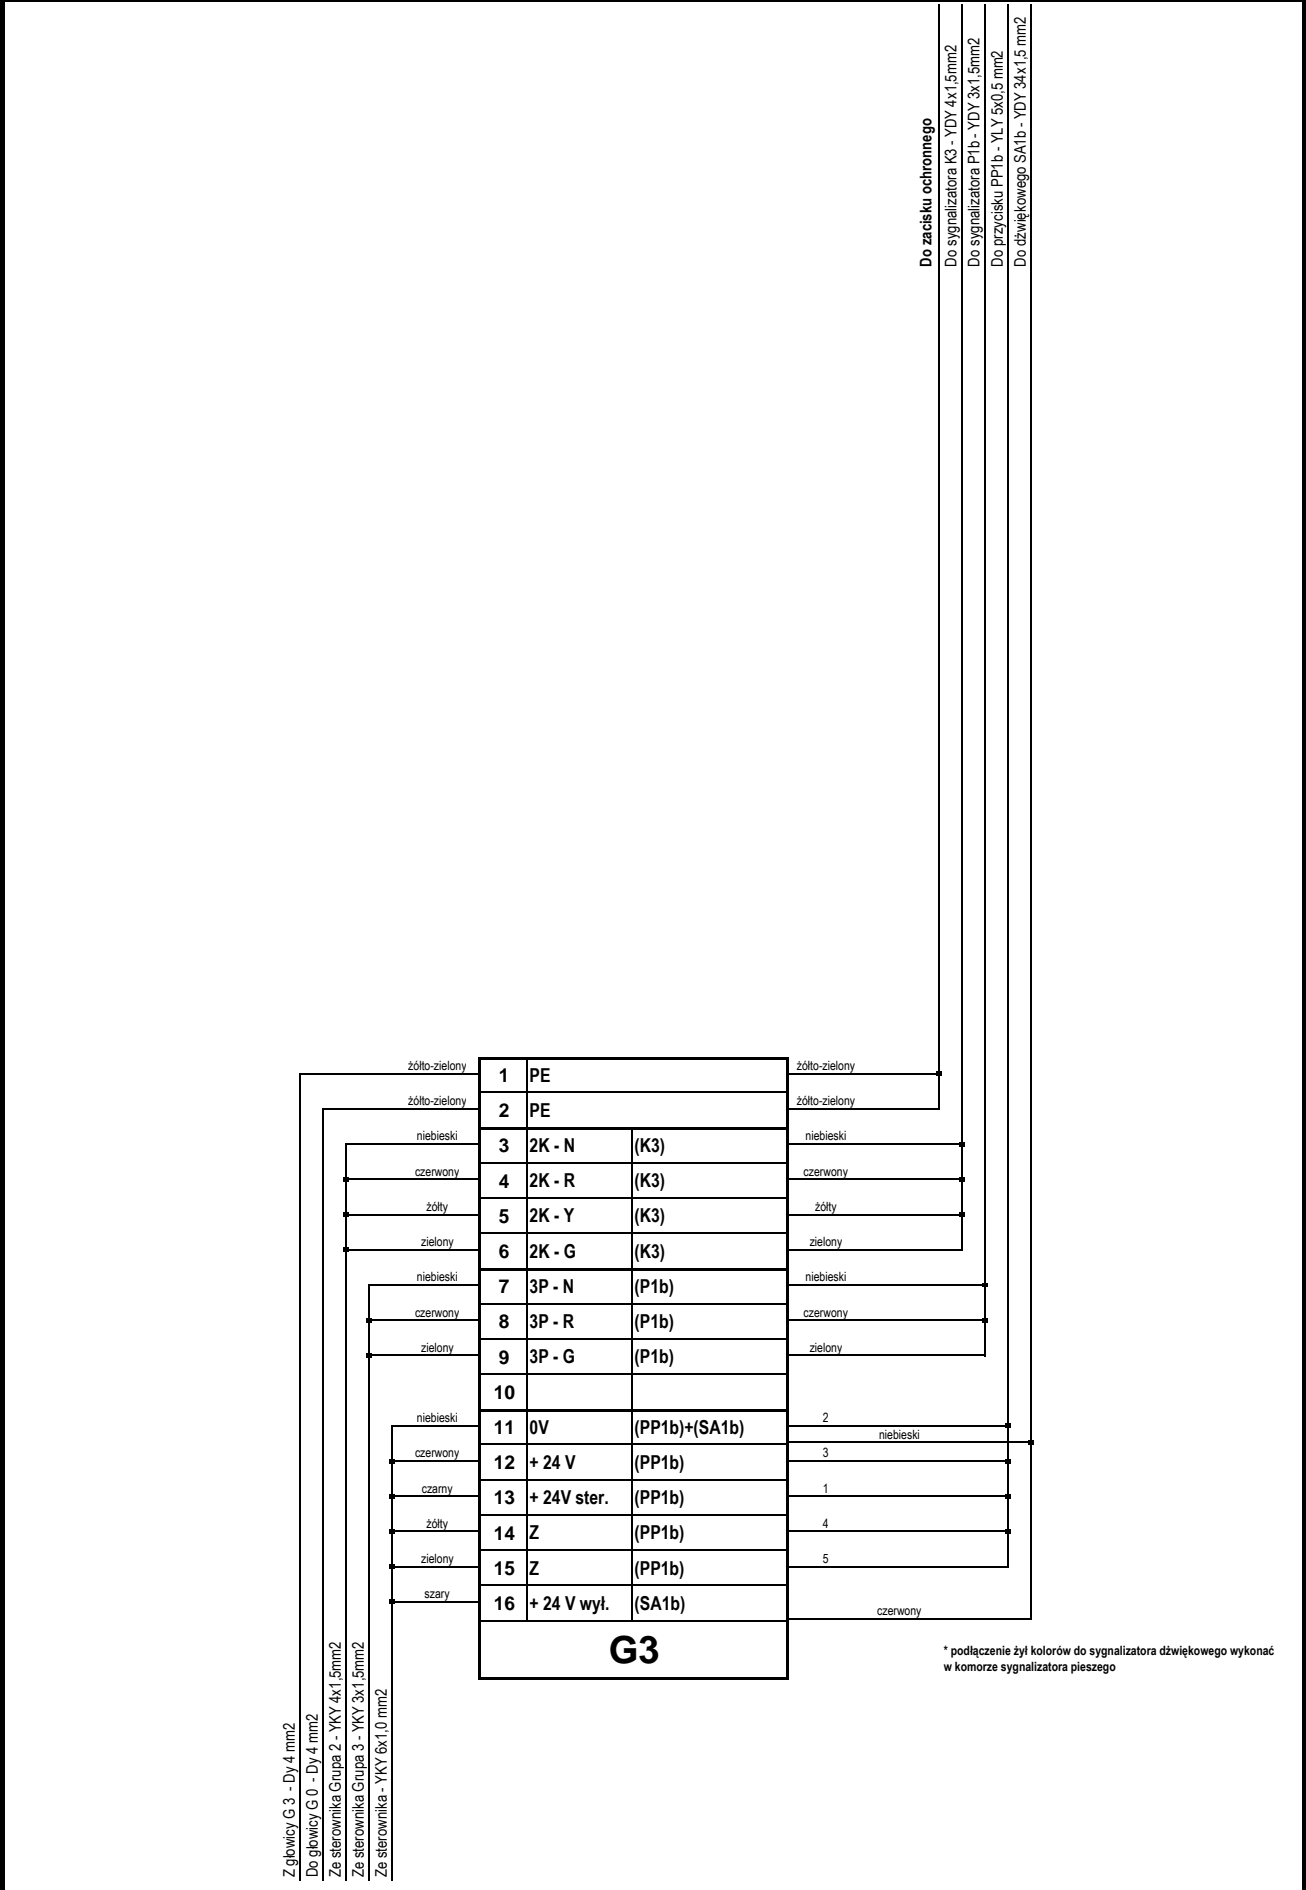 Do zacisku ochronnego
Do sygnalizatora K3 - YDY 4x1,5mm2
Do sygnalizatora P1b - YDY 3x1,5mm2
Do przycisku PP1b - YLY 5x0,5 mm2
Do dźwiękowego SA1b - YDY 34x1,5 mm2
żółto-zielony 1 PE żółto-zielony
żółto-zielony 2 PE żółto-zielony
niebieski 3 2K - N (K3) niebieski
czerwony 4 2K - R (K3) czerwony
żółty 5 2K - Y (K3) żółty
zielony 6 2K - G (K3) zielony
niebieski 7 3P - N (P1b) niebieski
czerwony 8 3P - R (P1b) czerwony
zielony 9 3P - G (P1b) zielony
10
niebieski 11 0V (PP1b)+(SA1b) 2
niebieski
czerwony 12 + 24 V (PP1b) 3
czarny 13 + 24V ster. (PP1b) 1
żółty 14 Z (PP1b) 4
zielony 15 Z (PP1b) 5
szary 16 + 24 V wył. (SA1b) czerwony
G3
* podłączenie żył kolorów do sygnalizatora dźwiękowego wykonać
w komorze sygnalizatora pieszego
Z głowicy G 3 - Dy 4 mm2
Do głowicy G 0 - Dy 4 mm2
Ze sterownika Grupa 2 - YKY 4x1,5mm2
Ze sterownika Grupa 3 - YKY 3x1,5mm2
Ze sterownika - YKY 6x1,0 mm2